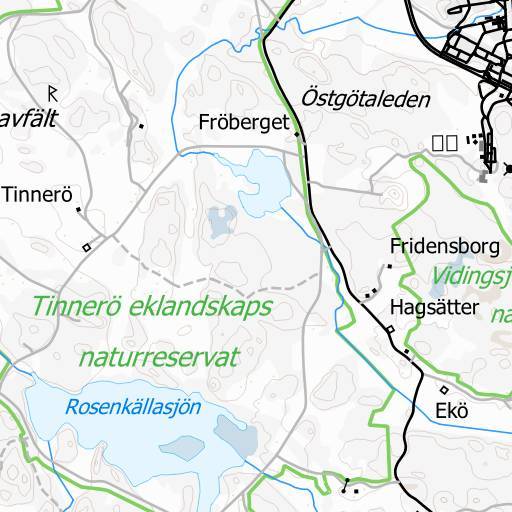 Östgötaleden
avfält
Fröberget
Tinnerö
Fridensborg
Vidingsj
Tinnerö eklandskaps
Hagsätter
na
naturreservat
Rosenkällasjön
Ekö